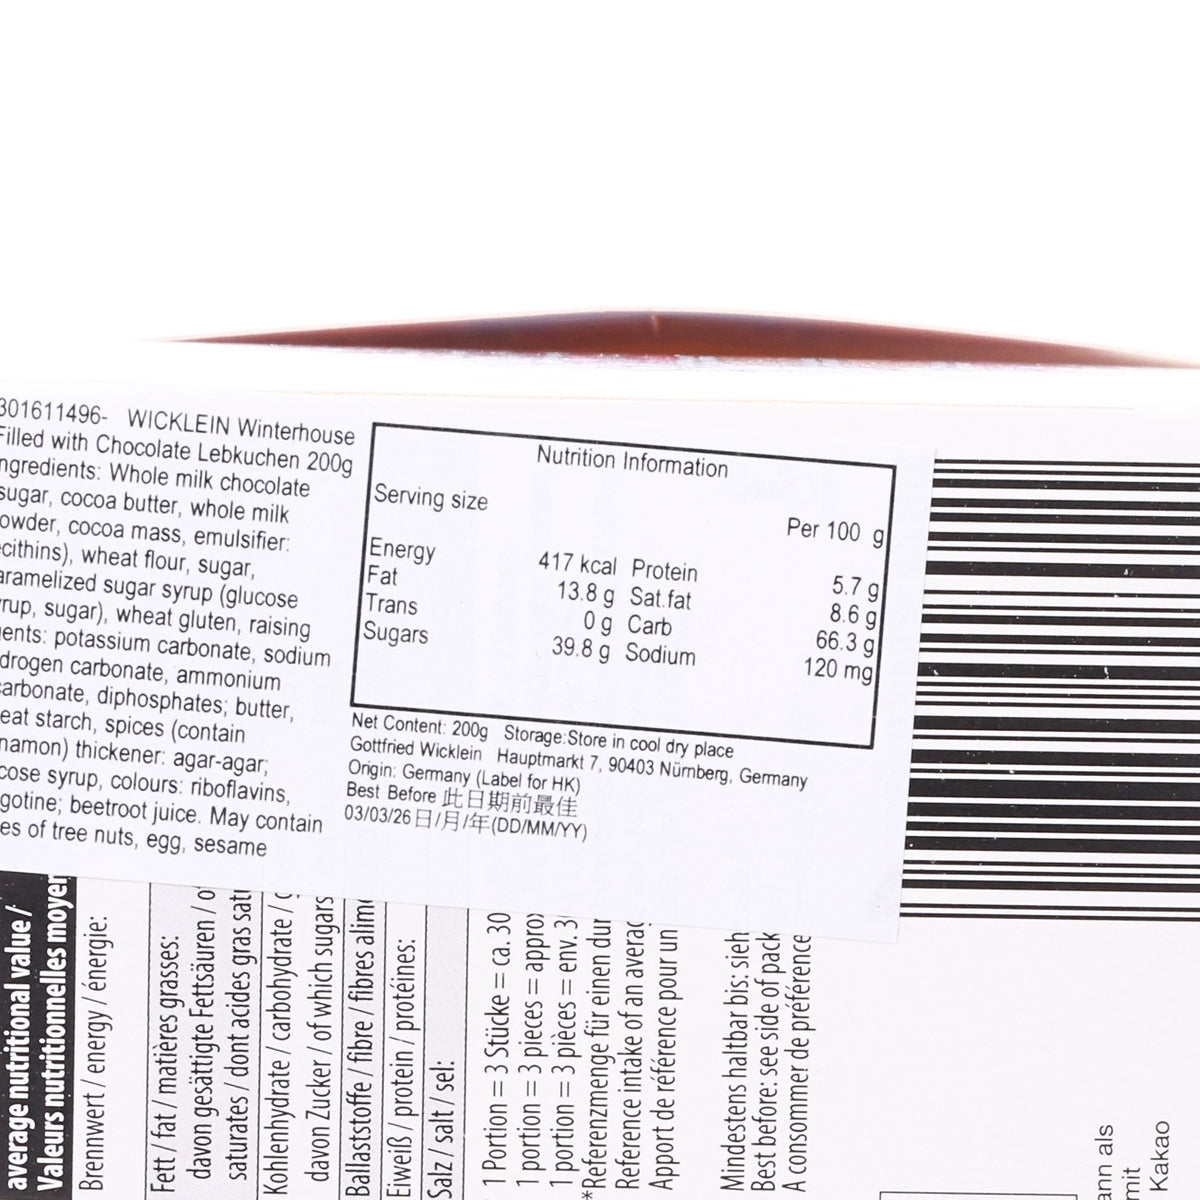 301611496- WICKLEIN Winterhouse
Filled with Chocolate Lebkuchen 200g
ngredients: Whole milk chocolate
sugar, cocoa butter, whole milk
owder, cocoa mass, emulsifier:
ecithins), wheat flour, sugar,
aramelized sugar syrup (glucose
yrup, sugar), wheat gluten, raising
ents: potassium carbonate, sodium
drogen carbonate, ammonium
carbonate, diphosphates; butter,
eat starch, spices (contain
namon) thickener: agar-agar;
cose syrup, colours: riboflavins,
gotine; beetroot juice. May contain
es of tree nuts, egg, sesame
Nutrition Information
Serving size
Per 100 g
Energy 417 kcal Protein 5.7 g
Fat 13.8 g Sat.fat 8.6 g
Trans 0 g Carb 66.3 g
Sugars 39.8 g Sodium 120 mg
Net Content: 200g Storage:Store in cool dry place
Gottfried Wicklein Hauptmarkt 7, 90403 Nürnberg, Germany
Origin: Germany (Label for HK)
Best Before 此日期前最佳
03/03/26日/月/年(DD/MM/YY)
average nutritional value /
Valeurs nutritionnelles moyen
Brennwert / energy / énergie:
Fett / fat / matières grasses:
davon gesättigte Fettsäuren / o
saturates / dont acides gras satu
Kohlenhydrate / carbohydrate / g
davon Zucker / of which sugars
Ballaststoffe / fibre / fibres alime
Eiweiß / protein / protéines:
Salz / salt / sel:
1 Portion = 3 Stücke = ca. 30
1 portion = 3 pieces = approx
1 portion = 3 pièces = env. 3
*Referenzmenge für einen dur
Reference intake of an averag
Apport de référence pour un
Mindestens haltbar bis: sieh
Best before: see side of pack
A consommer de préférence
ann als
mit
Kakao